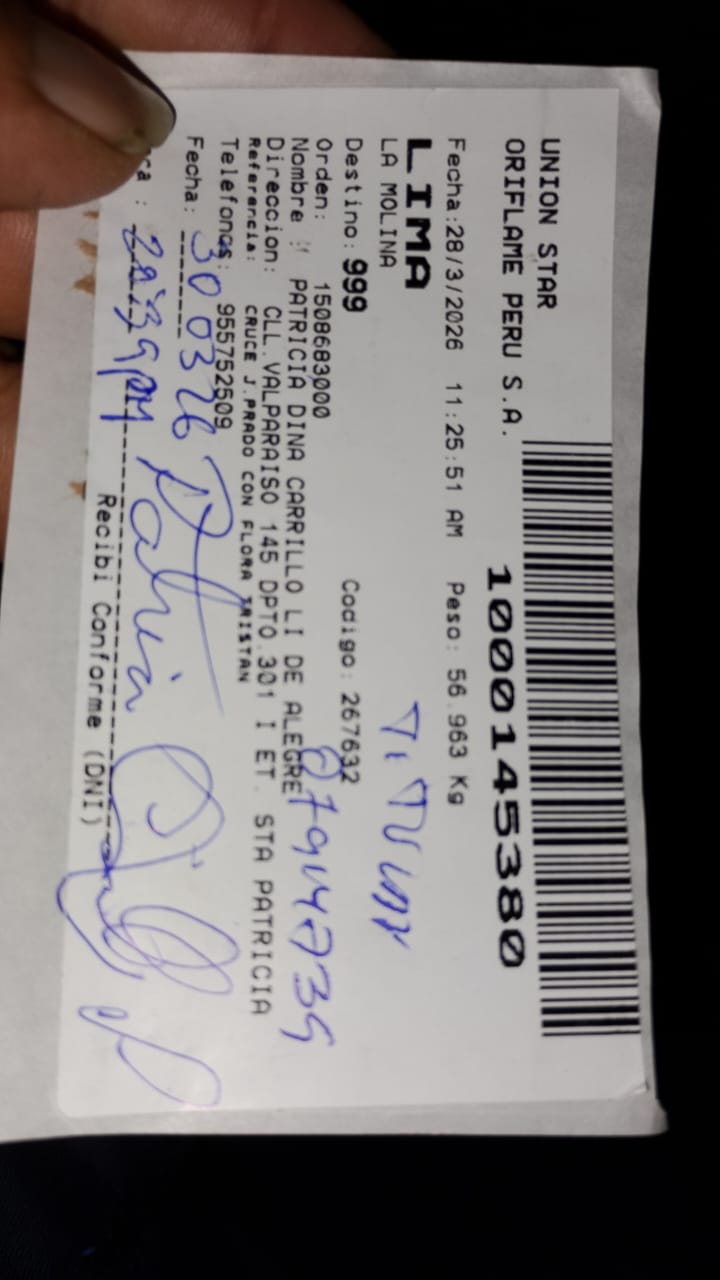 UNION STAR
ORIFLAME PERU S.A.
1000145380
Fecha:28/3/2026 11:25:51 AM Peso: 56.963 Kg
LIMA
LA MOLINA
TITULAR
Destino: 999 Codigo: 267632
Orden: 1508683000
Nombre : PATRICIA DINA CARRILLO LI DE ALEGRE
Direccion: CLL.VALPARAISO 145 DPTO.301 I ET. STA PATRICIA
Referencia: CRUCE J.PRADO CON FLORA TRISTAN
Telefonos: 955752509
Fecha: 30 03 26 Patricia
Recibi Conforme (DNI)